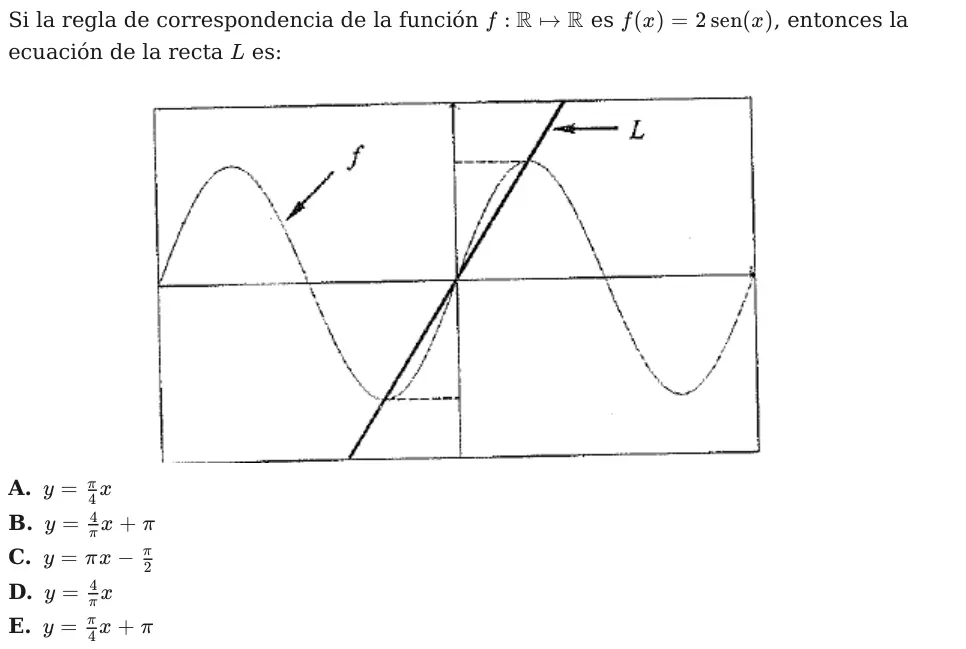 Si la regla de correspondencia de la función f : ℝ ↦ ℝ es f(x) = 2 sen(x), entonces la
ecuación de la recta L es:
f
L
A. y = π/4 x
B. y = 4/π x + π
C. y = πx − π/2
D. y = 4/π x
E. y = π/4 x + π